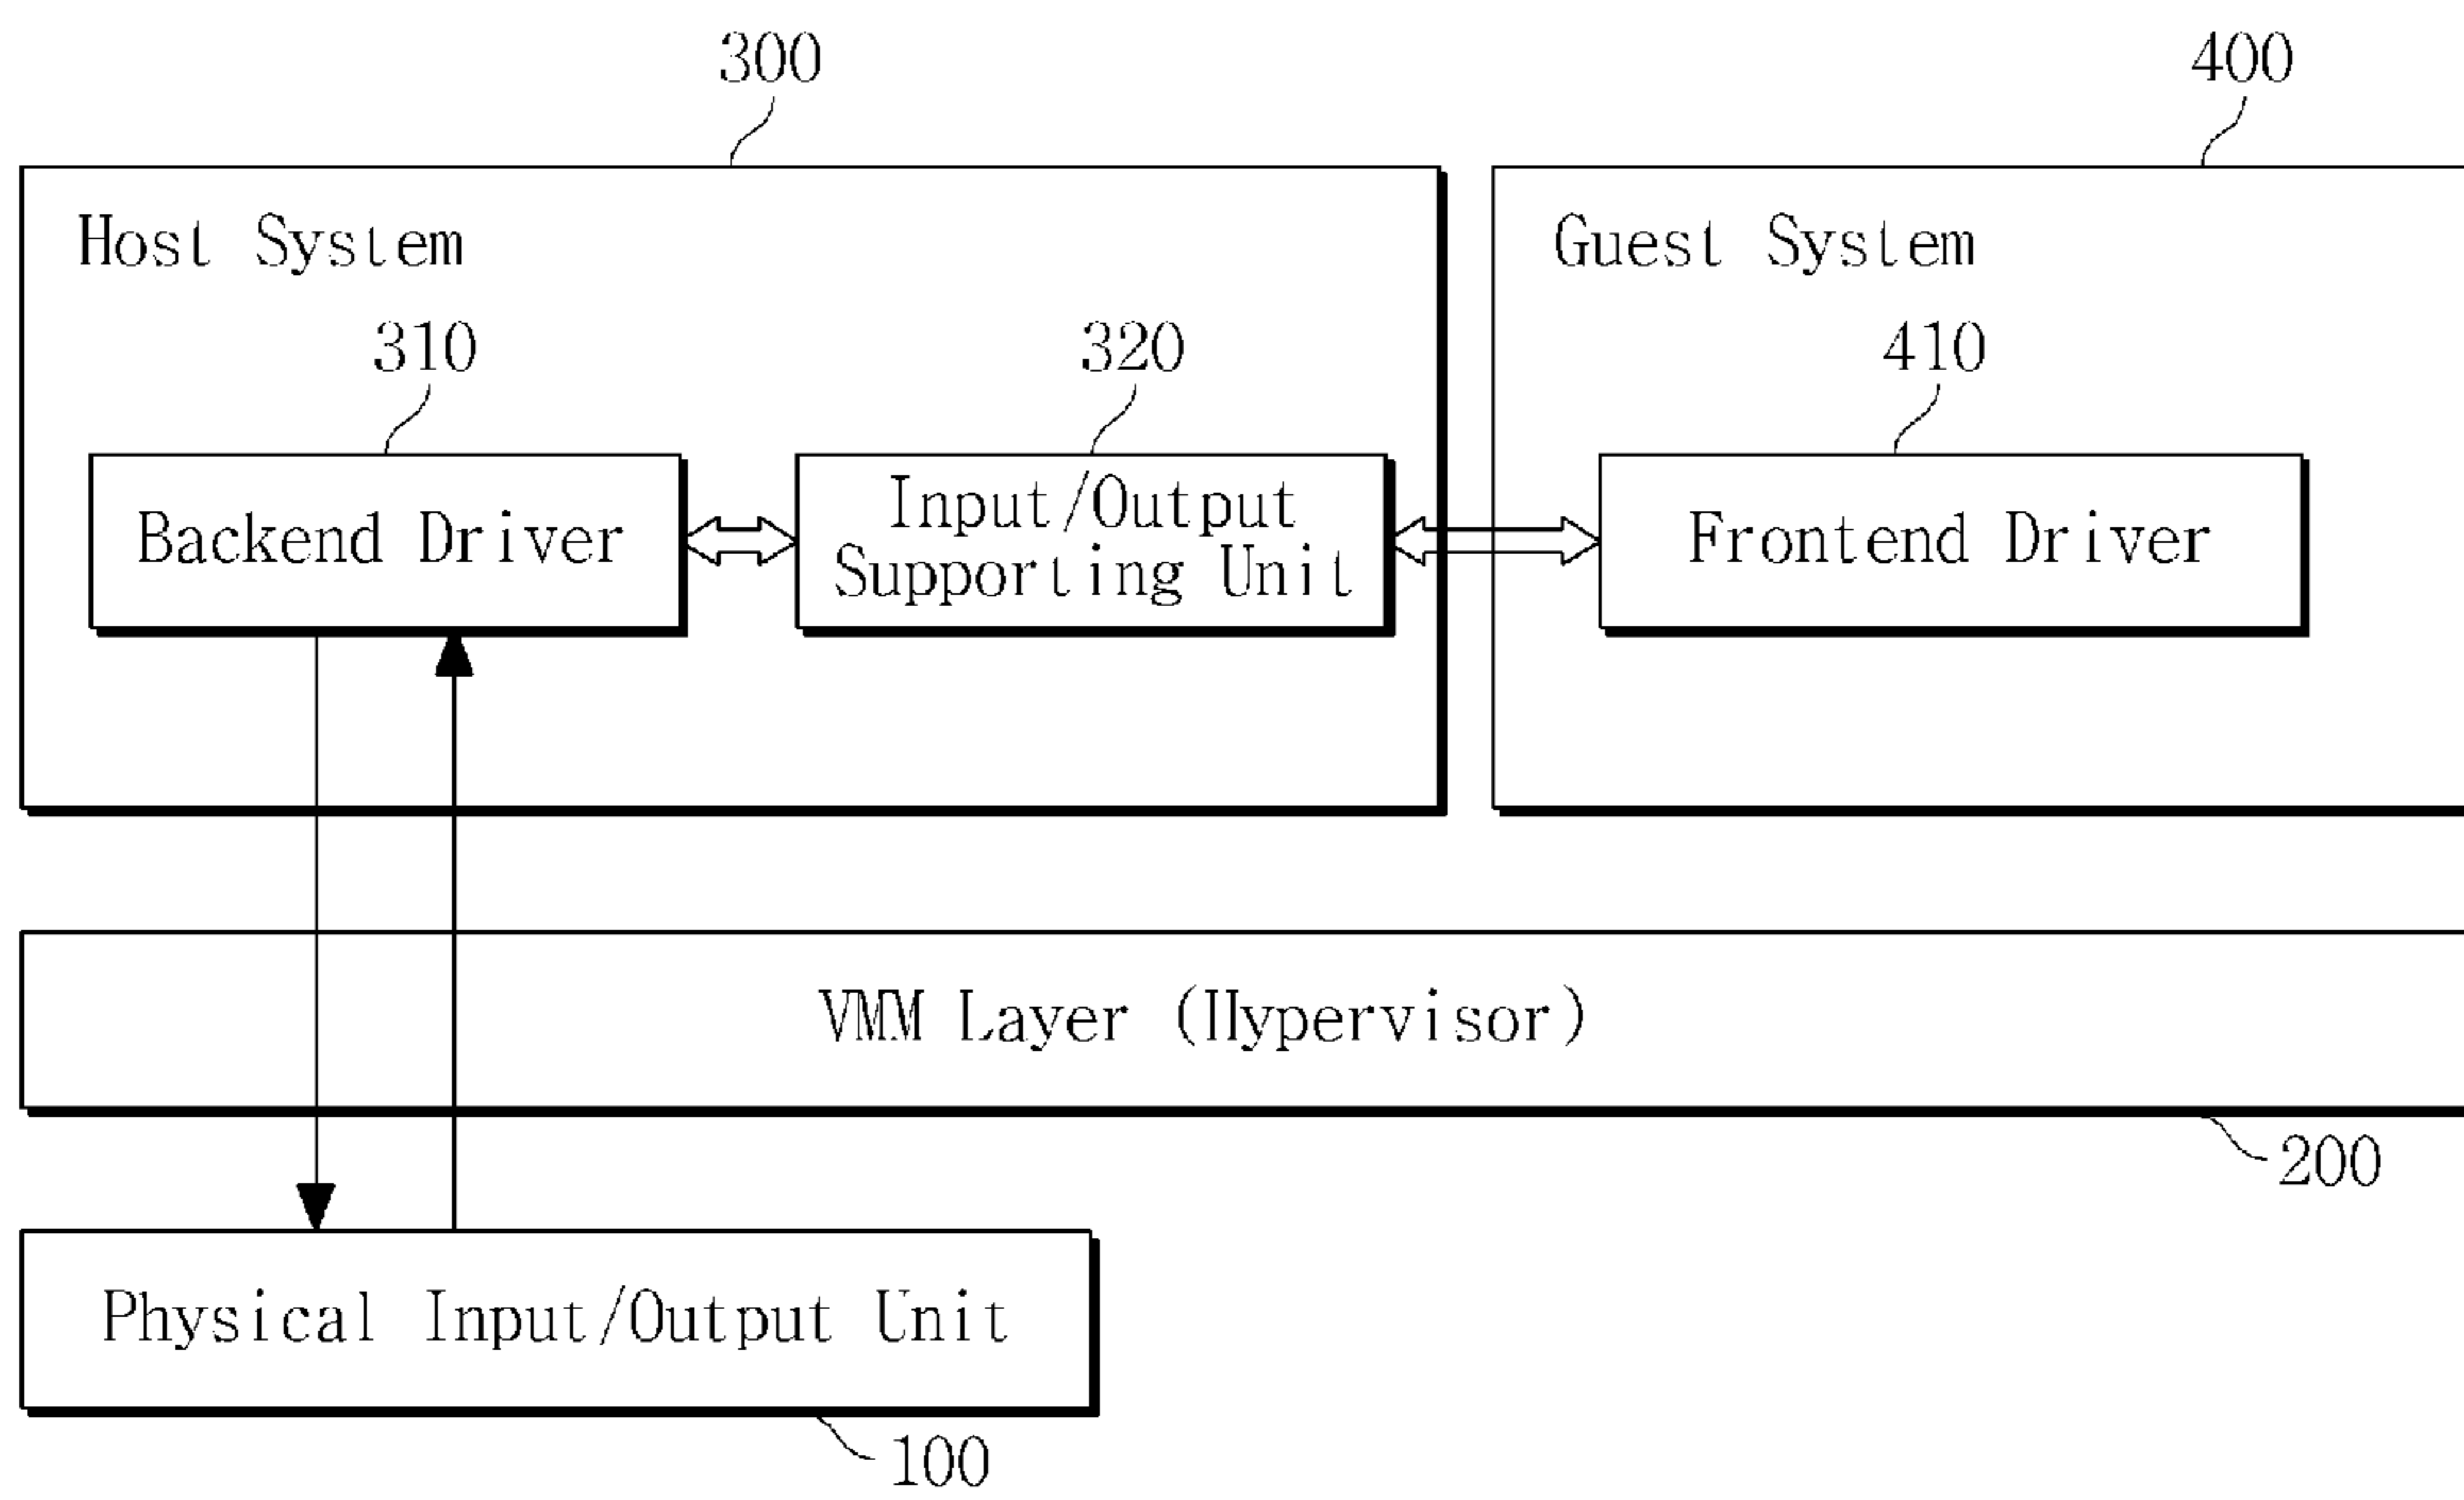 300
400
Host System
Guest System
310
320
410
Backend Driver
Input/Output
Supporting Unit
Frontend Driver
VMM Layer (Hypervisor)
200
Physical Input/Output Unit
100